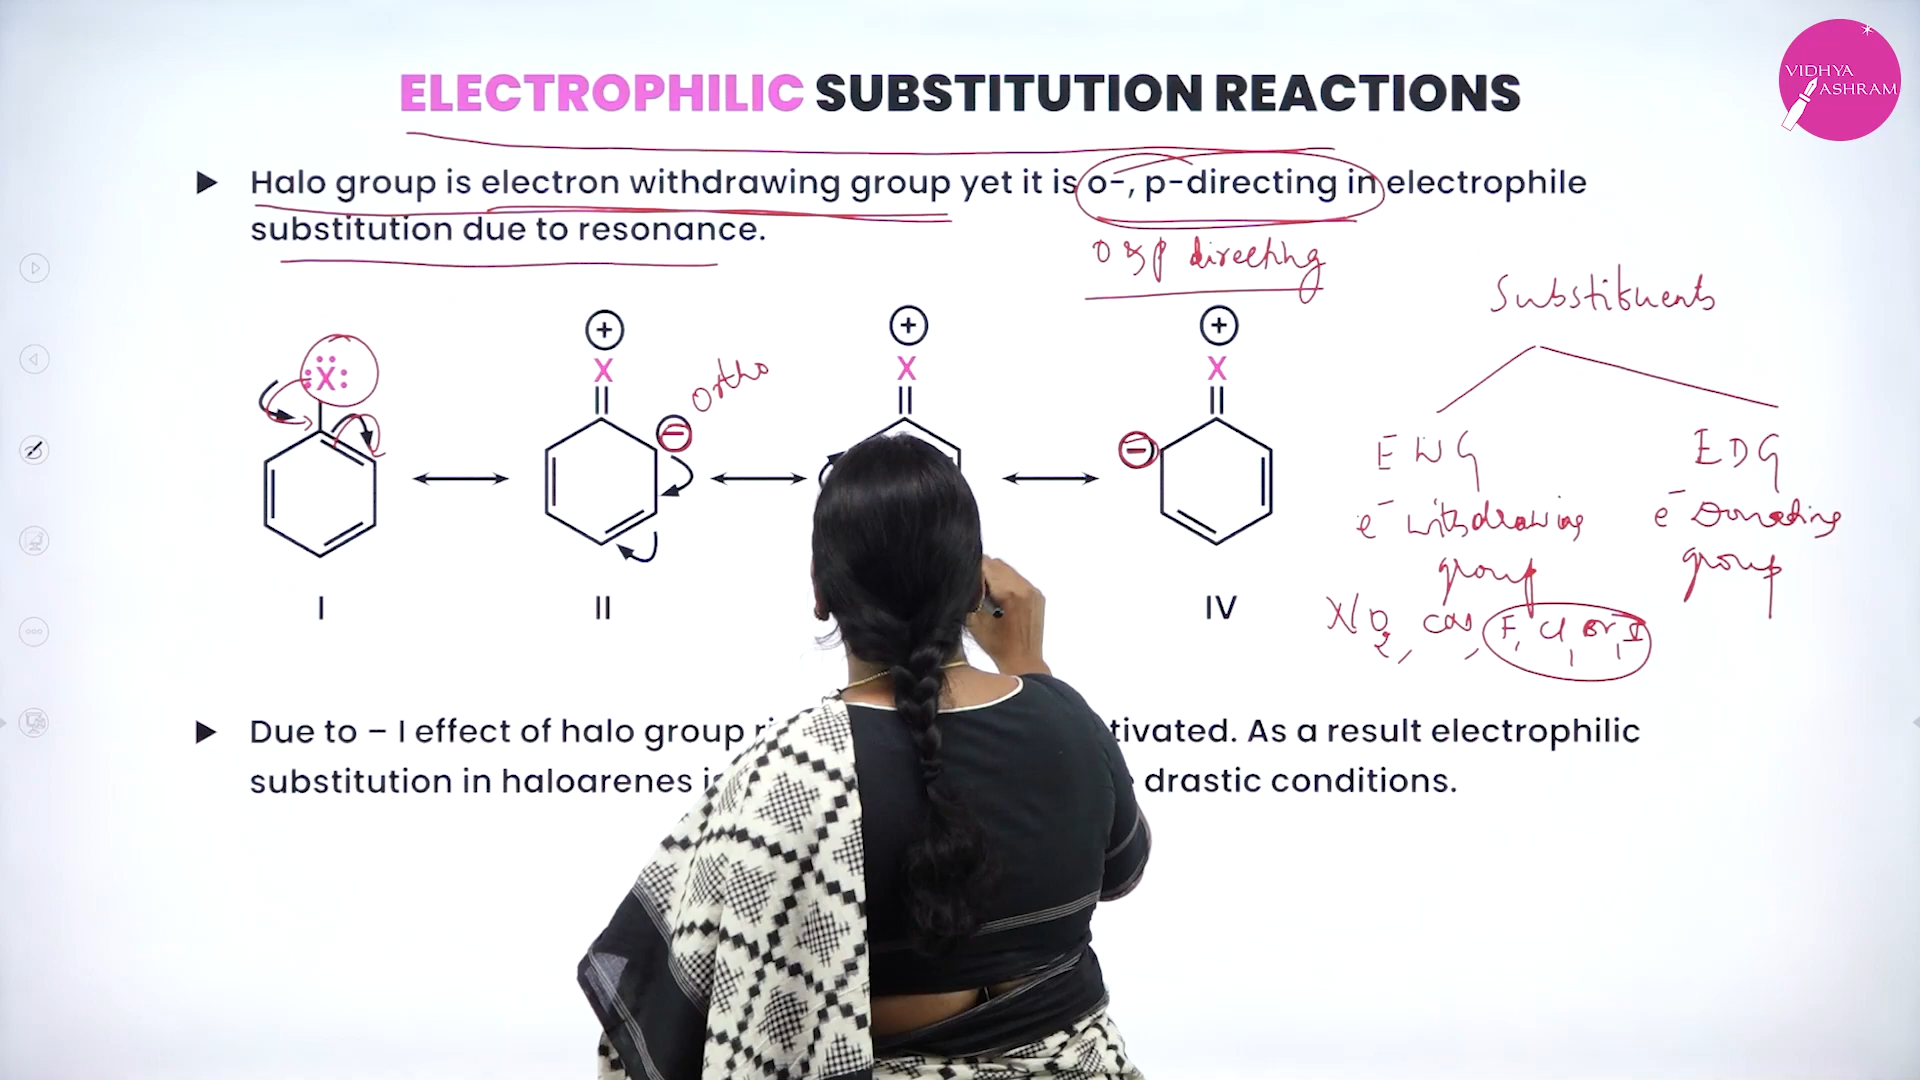 VIDHYA
ASHRAM
ELECTROPHILIC SUBSTITUTION REACTIONS
▶ Halo group is electron withdrawing group yet it is o-, p-directing in electrophile
substitution due to resonance.
o & p directing
Substituents
+
+
+
X
X
X
X
Ortho
EWG
EDG
e⁻ withdrawing
group
e⁻ Donating
group
NO2, F, Cl, Br, I
I
II
IV
▶ Due to – I effect of halo group tivated. As a result electrophilic
substitution in haloarenes drastic conditions.